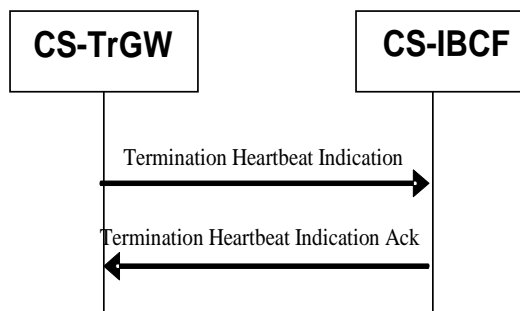 CS-TrGW
CS-IBCF
Termination Heartbeat Indication
Termination Heartbeat Indication Ack